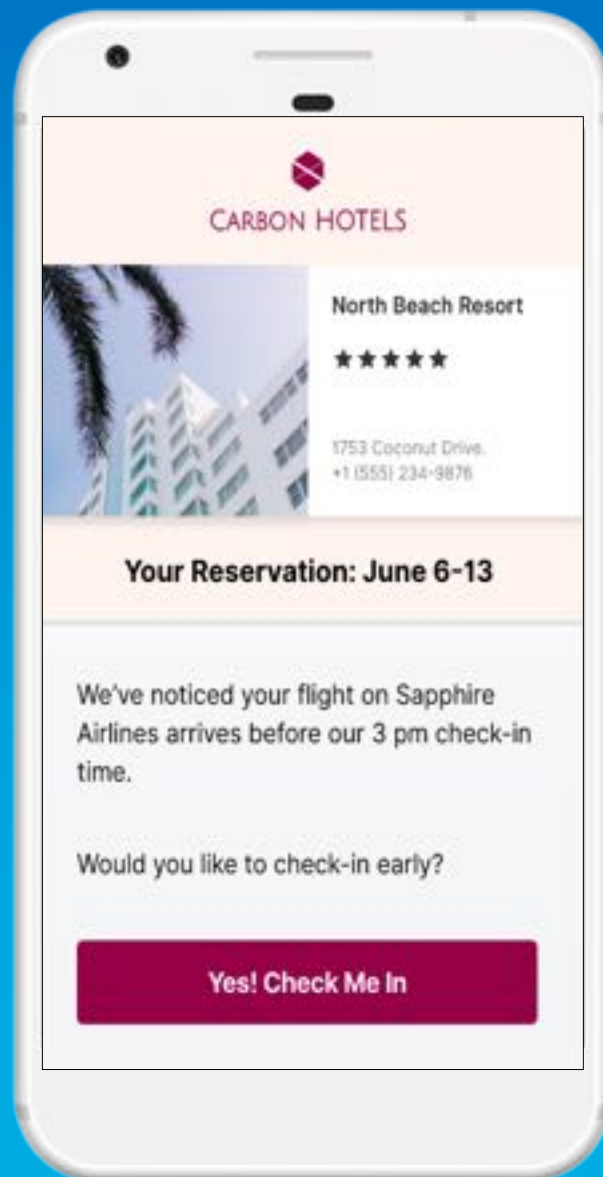 CARBON HOTELS
North Beach Resort
★★★★★
1753 Coconut Drive.
+1 (555) 234-9876
Your Reservation: June 6-13
We've noticed your flight on Sapphire
Airlines arrives before our 3 pm check-in
time.
Would you like to check-in early?
Yes! Check Me In